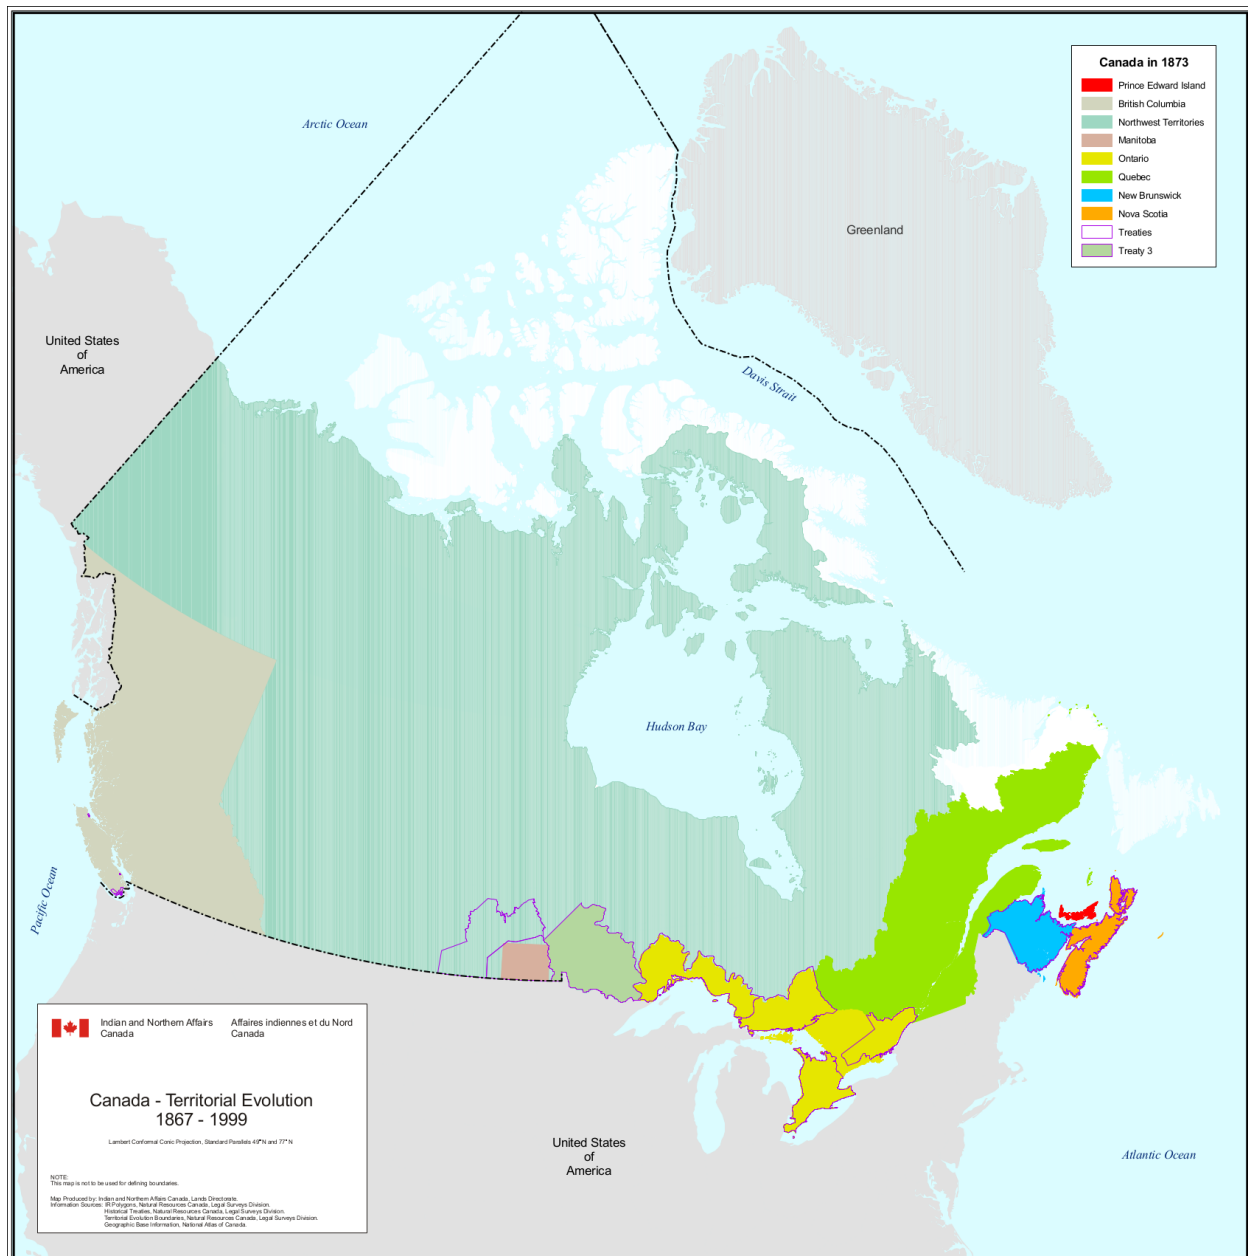 Canada in 1873
Prince Edward Island
British Columbia
Northwest Territories
Manitoba
Ontario
Quebec
New Brunswick
Nova Scotia
Treaties
Treaty 3
Arctic Ocean
Greenland
United States
of
America
Davis Strait
Hudson Bay
Pacific Ocean
Indian and Northern Affairs
Canada
Affaires indiennes et du Nord
Canada
Canada - Territorial Evolution
1867 - 1999
Lambert Conformal Conic Projection, Standard Parallels 49° N and 77° N
NOTE:
This map is not to be used for defining boundaries.
Map Produced by: Indian and Northern Affairs Canada, Lands Directorate.
Information Sources: IR Polygons, Natural Resources Canada, Legal Surveys Division.
Historical Treaties, Natural Resources Canada, Legal Surveys Division.
Territorial Evolution Boundaries, Natural Resources Canada, Legal Surveys Division.
Geographic Base Information, National Atlas of Canada.
United States
of
America
Atlantic Ocean